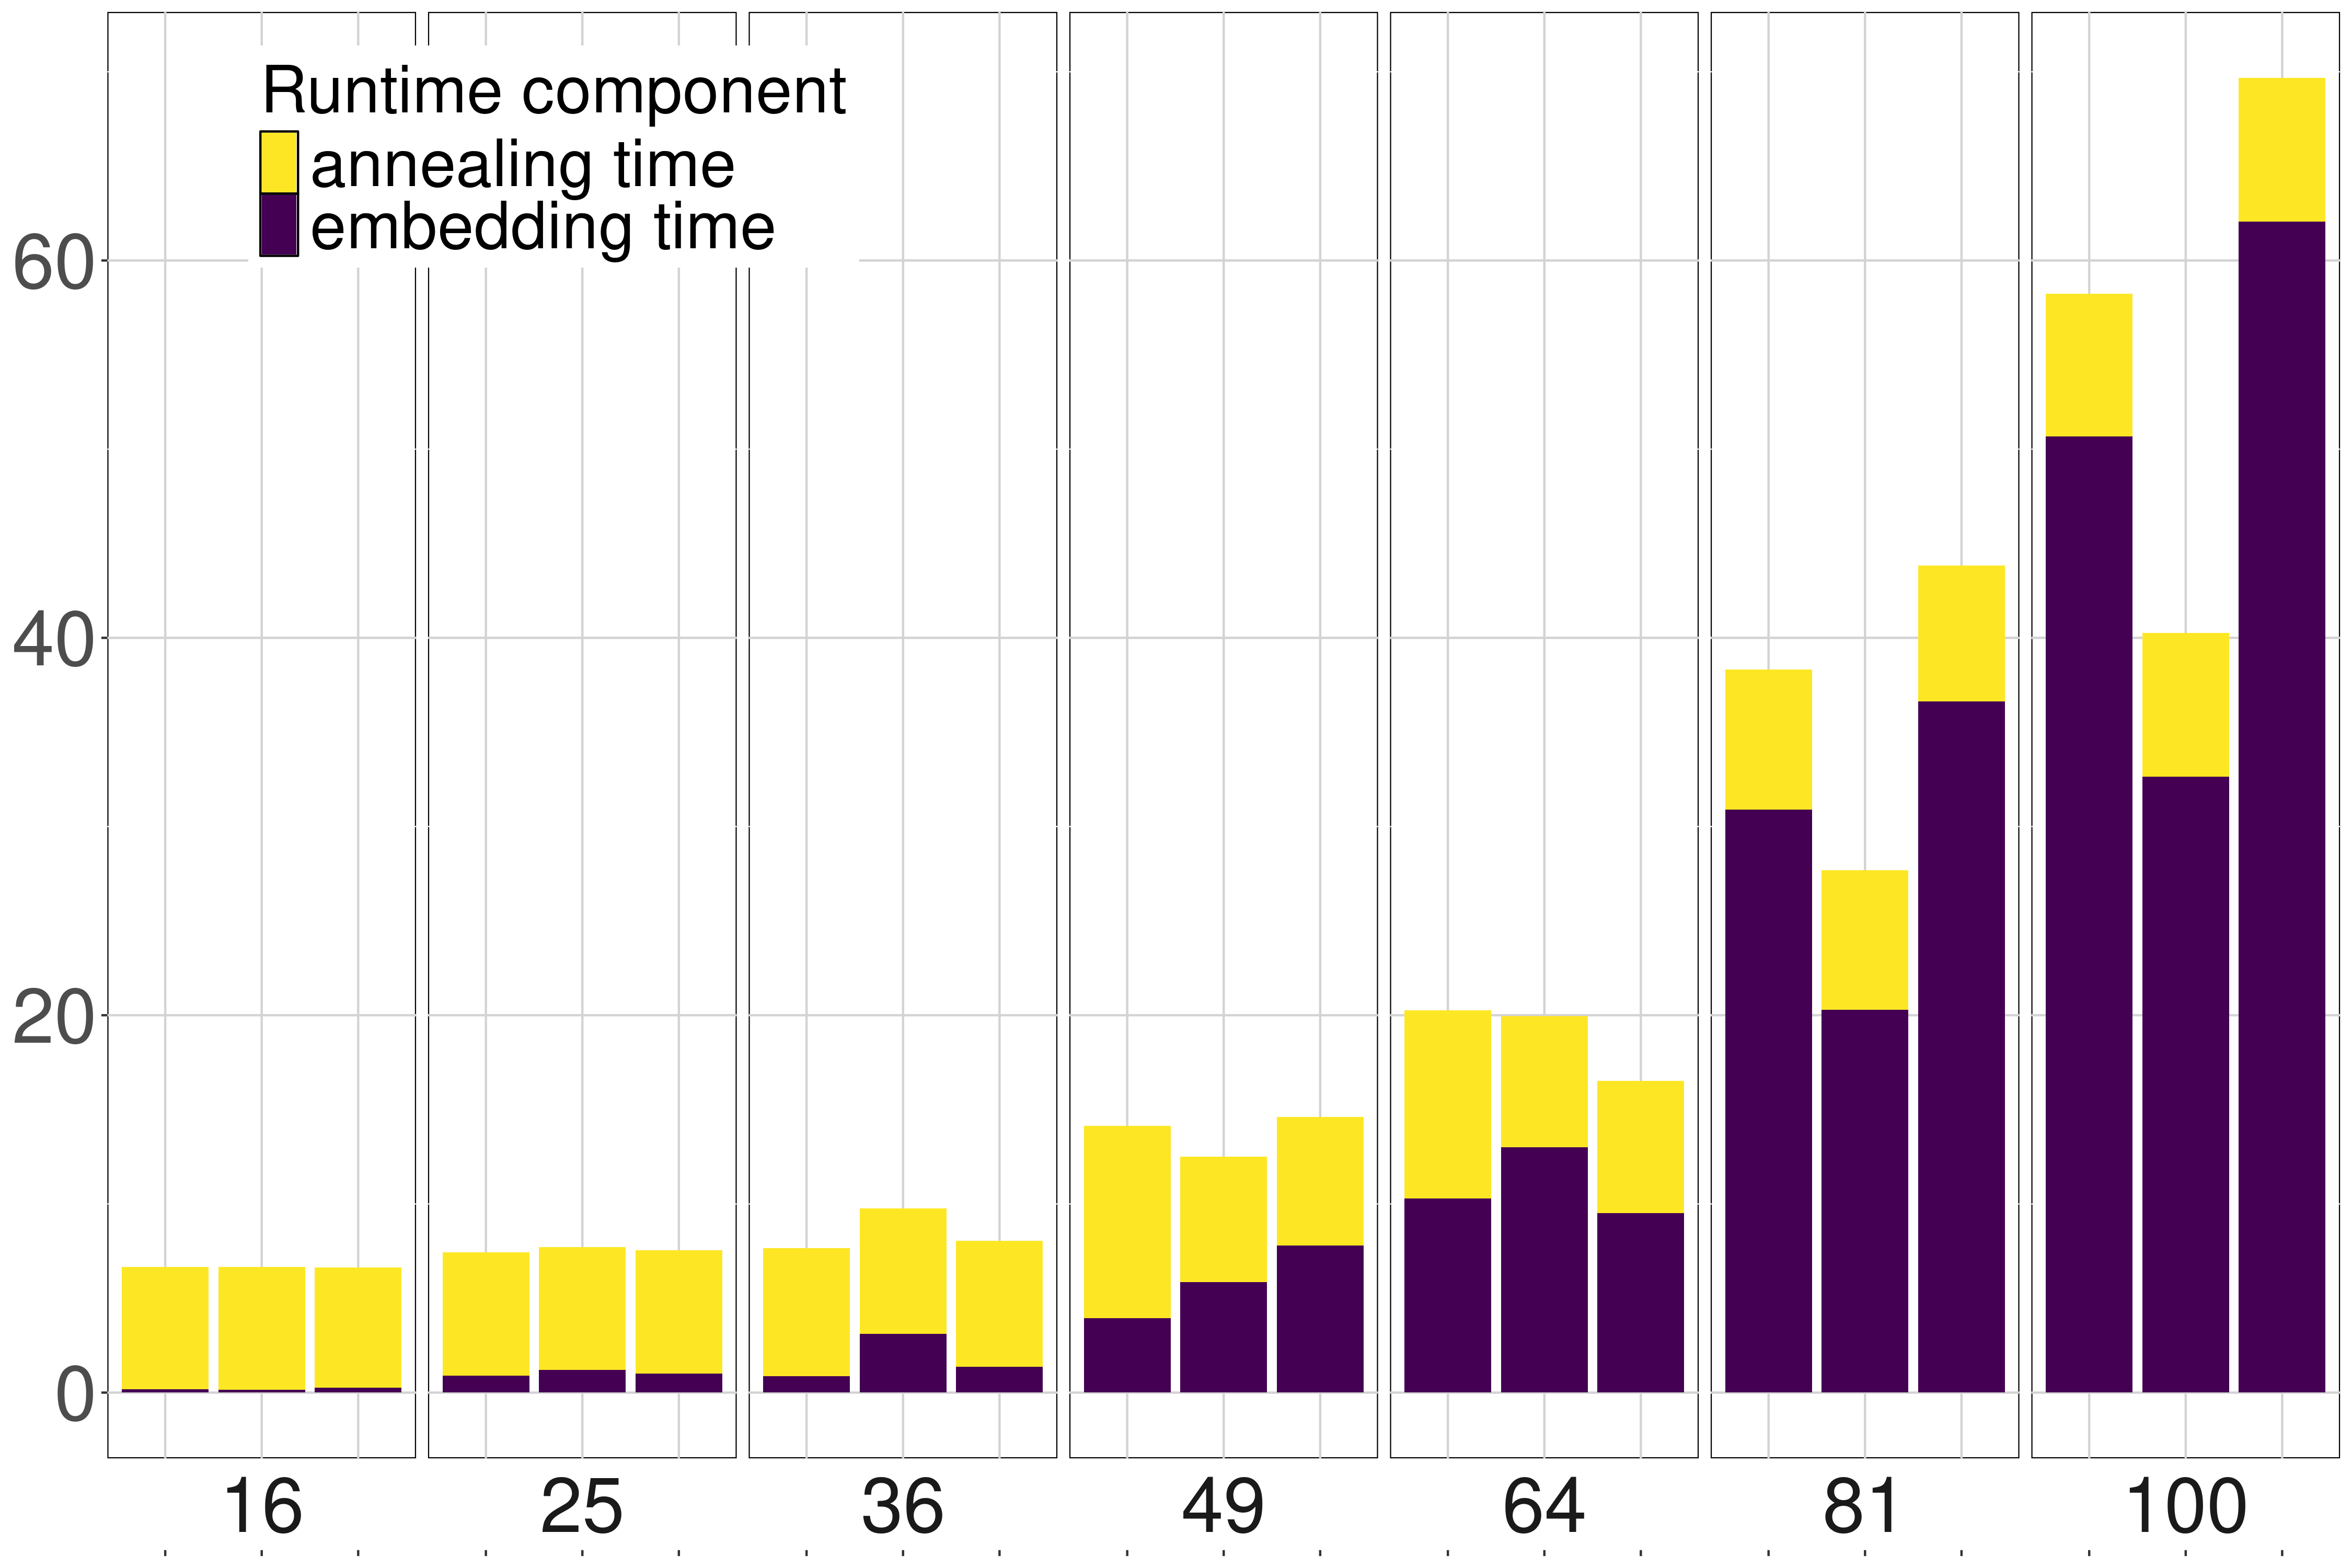 Runtime component
annealing time
embedding time
60
40
20
0
16 25 36 49 64 81 100